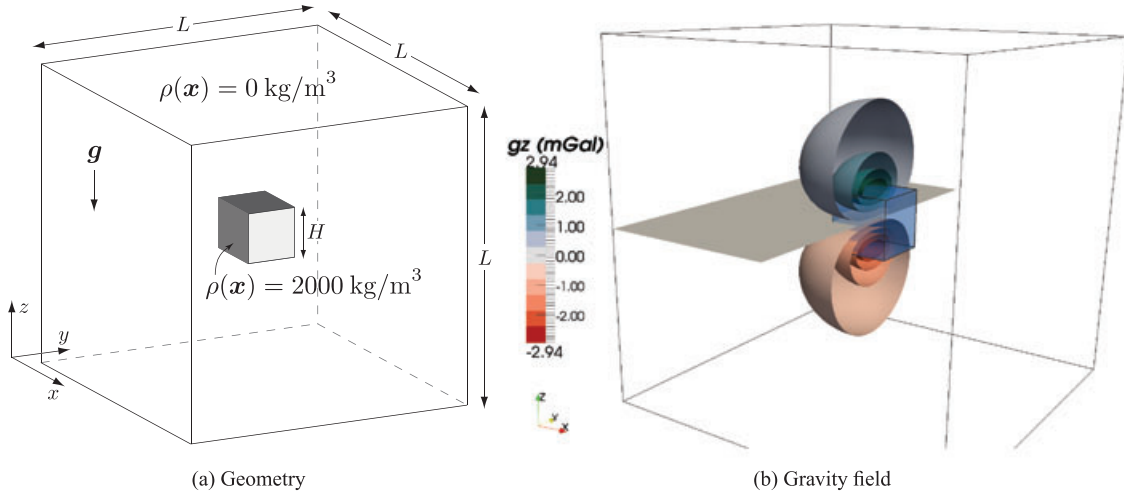 L
L
ρ(x) = 0 kg/m³
g
H
L
ρ(x) = 2000 kg/m³
z
y
x
(a) Geometry
gz (mGal)
2.94
2.00
1.00
0.00
-1.00
-2.00
-2.94
z
Y
X
(b) Gravity field